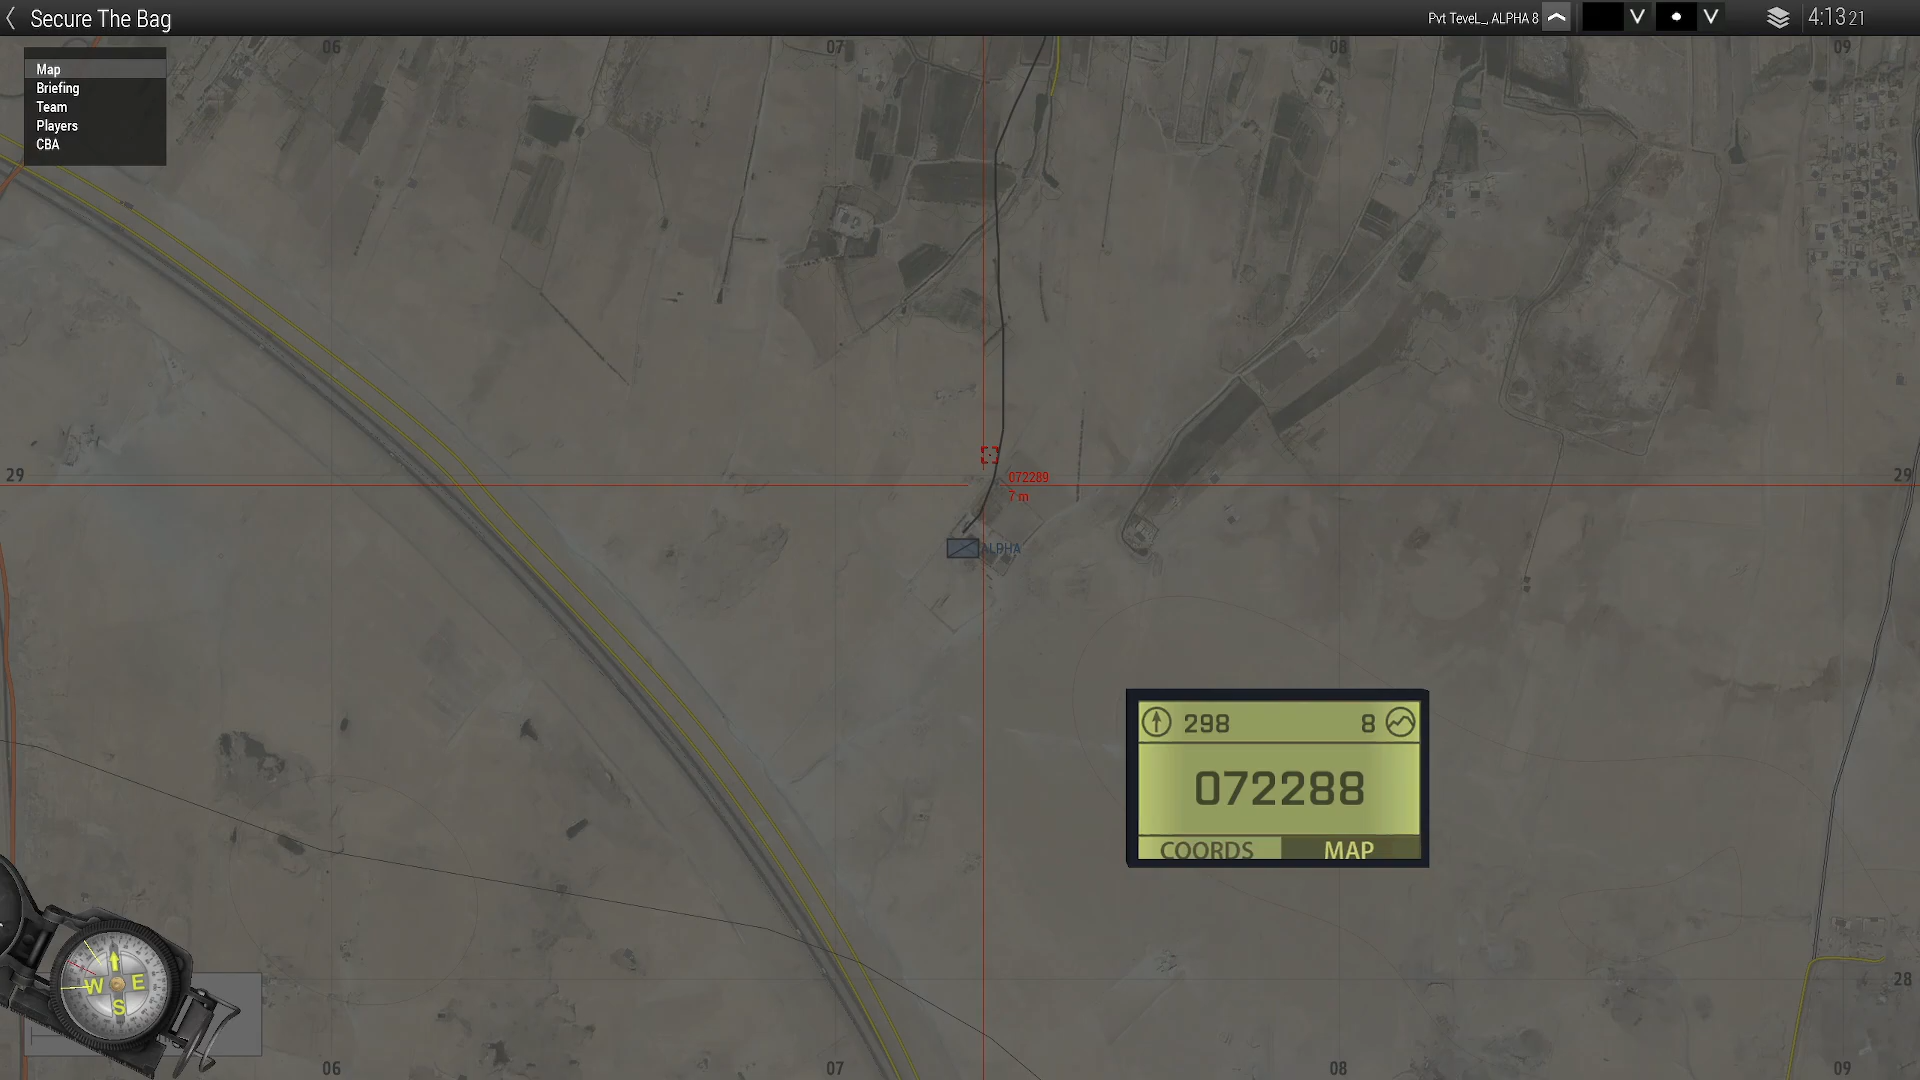 Secure The Bag
Pvt TeveL_, ALPHA 8
4:13 21
Map
Briefing
Team
Players
CBA
06 07 08 09
29 29
072289
7 m
ALPHA
298 8
072288
COORDS MAP
W E
S
28
06 07 08 09